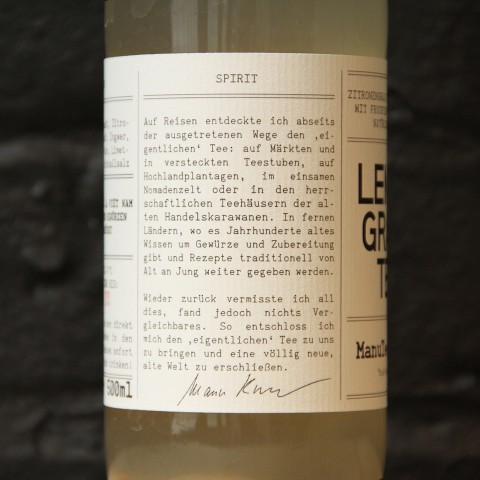 SPIRIT
Auf Reisen entdeckte ich abseits
der ausgetretenen Wege den ‚ei-
gentlichen‘ Tee: auf Märkten und
in versteckten Teestuben, auf
Hochlandplantagen, im einsamen
Nomadenzelt oder in den herr-
schaftlichen Teehäusern der al-
ten Handelskarawanen. In fernen
Ländern, wo es Jahrhunderte altes
Wissen um Gewürze und Zubereitung
gibt und Rezepte traditionell von
Alt an Jung weiter gegeben werden.
Wieder zurück vermisste ich all
dies, fand jedoch nichts Ver-
gleichbares. So entschloss ich
mich den ‚eigentlichen‘ Tee zu uns
zu bringen und eine völlig neue,
alte Welt zu erschließen.
500ml
LE
GR
TE